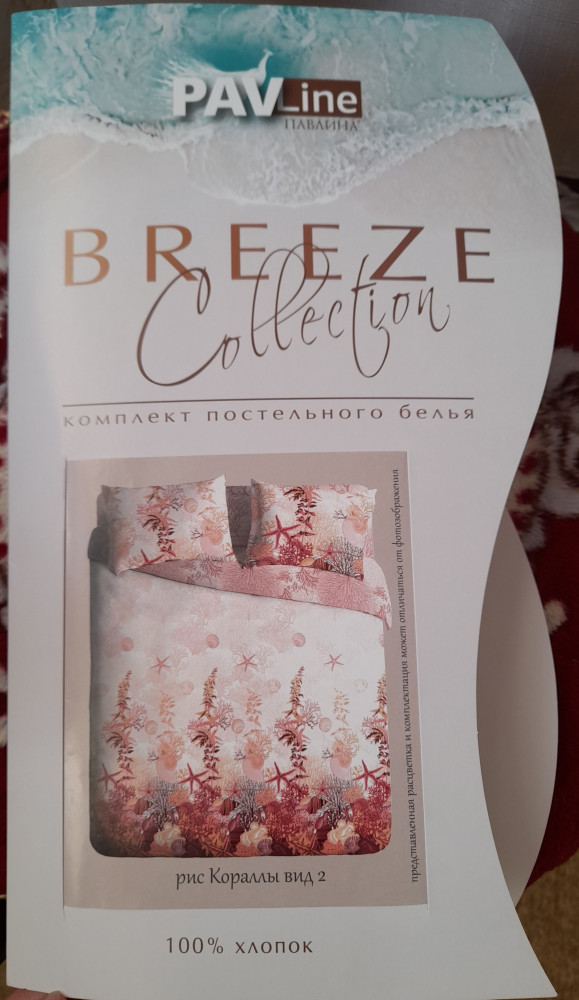 PAVLine
ПАВЛИНА
BREEZE
Collection
комплект постельного белья
представленная расцветка и комплектация может отличаться от фотоизображения
рис Кораллы вид 2
100% хлопок